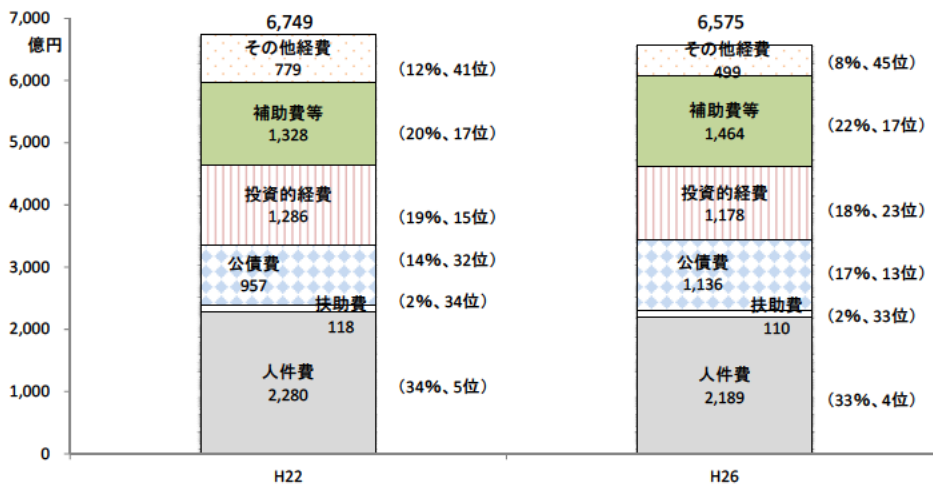 7,000
億円
6,000
5,000
4,000
3,000
2,000
1,000
0
6,749
その他経費
779
(12%、41位)
補助費等
1,328
(20%、17位)
投資的経費
1,286
(19%、15位)
公債費
957
(14%、32位)
扶助費
118
(2%、34位)
人件費
2,280
(34%、5位)
H22
6,575
その他経費
499
(8%、45位)
補助費等
1,464
(22%、17位)
投資的経費
1,178
(18%、23位)
公債費
1,136
(17%、13位)
扶助費
110
(2%、33位)
人件費
2,189
(33%、4位)
H26